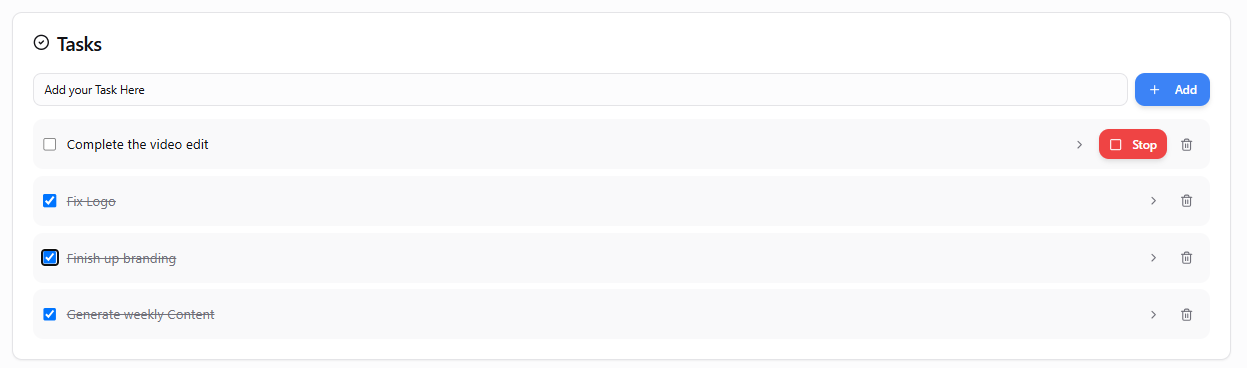 Tasks
Add your Task Here
Add
Complete the video edit
Stop
Fix Logo
Finish up branding
Generate weekly Content